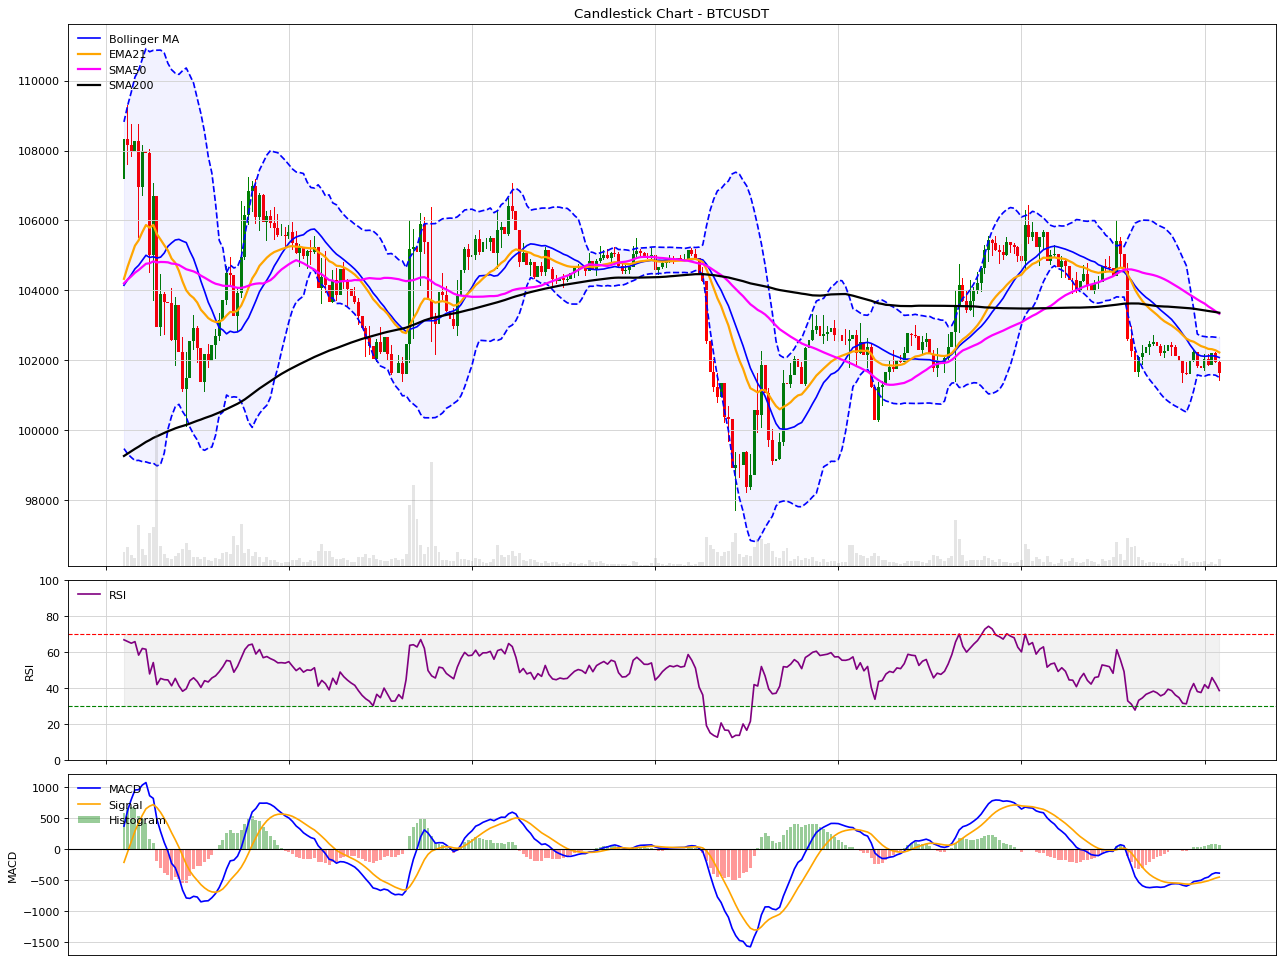 Candlestick Chart - BTCUSDT
Bollinger MA
EMA21
SMA50
SMA200
110000
108000
106000
104000
102000
100000
98000
RSI
100
80
60
40
20
0
RSI
MACD
Signal
Histogram
1000
500
0
−500
−1000
−1500
MACD